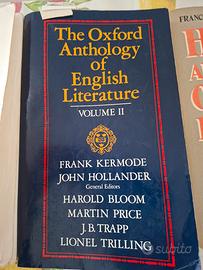 The Oxford
Anthology
of English
Literature
VOLUME II
FRANK KERMODE
JOHN HOLLANDER
General Editors
HAROLD BLOOM
MARTIN PRICE
J.B. TRAPP
LIONEL TRILLING
FRANC
subito